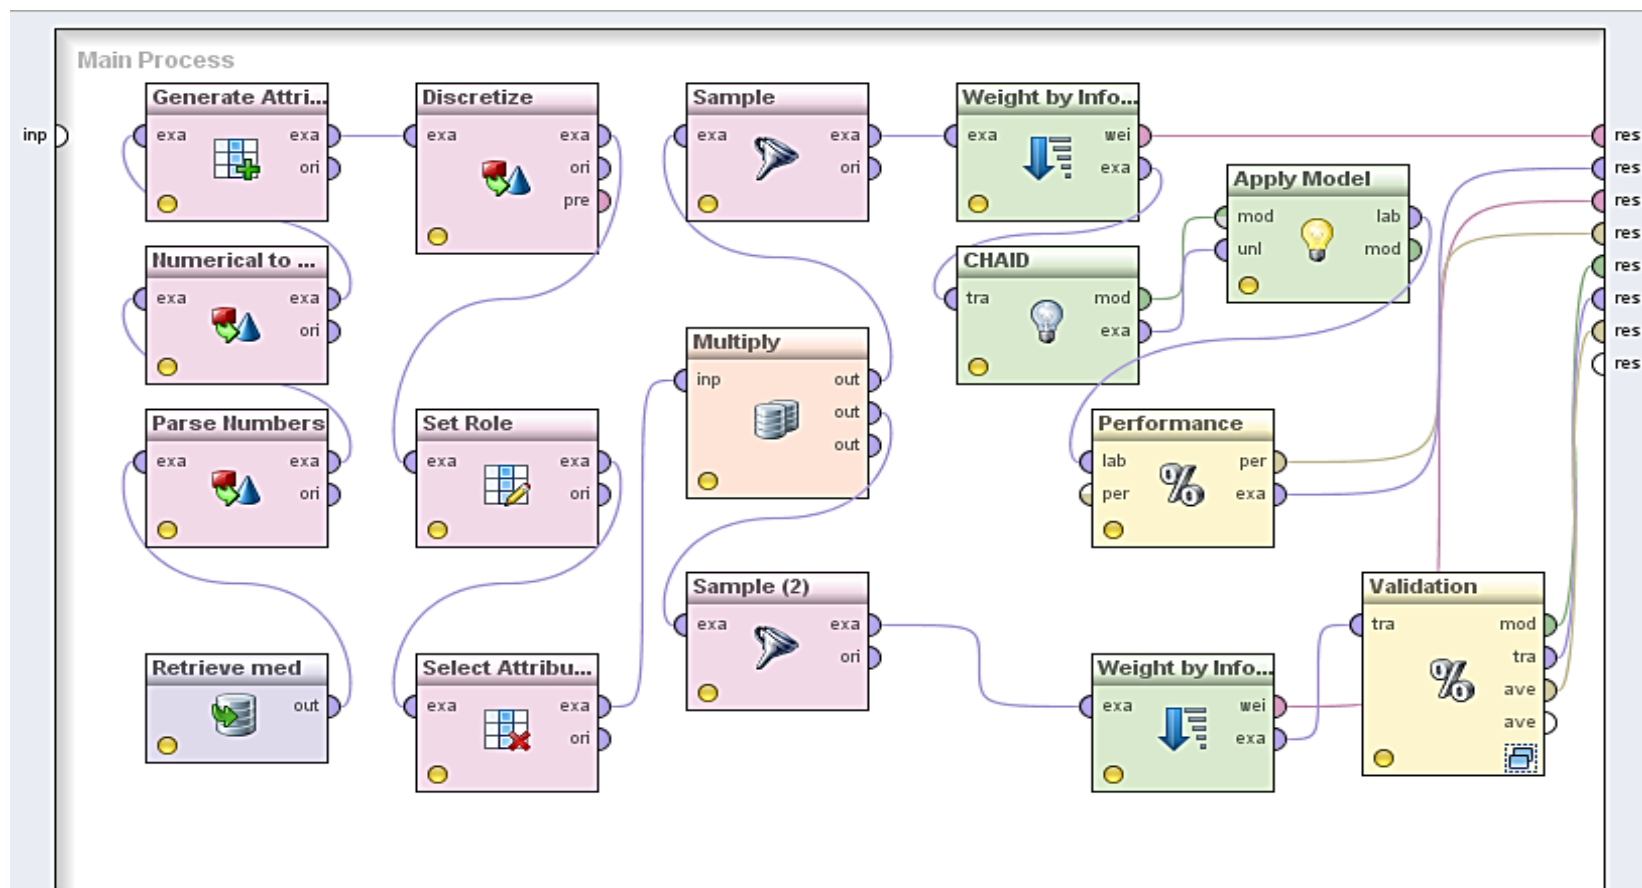 Main Process
inp
Generate Attri...
exa exa
ori
Discretize
exa exa
ori
pre
Sample
exa exa
ori
Weight by Info...
exa wei
exa
Apply Model
mod lab
unl mod
Numerical to ...
exa exa
ori
CHAID
tra mod
exa
Multiply
inp out
out
out
Parse Numbers
exa exa
ori
Set Role
exa exa
ori
Performance
lab per
per exa
Sample (2)
exa exa
ori
Validation
tra mod
tra
ave
ave
Retrieve med
out
Select Attribu...
exa exa
ori
Weight by Info...
exa wei
exa
res
res
res
res
res
res
res
res